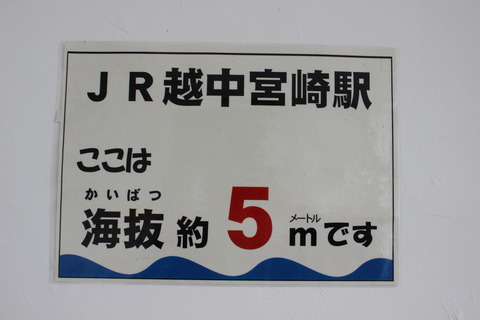 JR越中宮崎駅
ここは
かいばつ メートル
海抜 約 5 mです